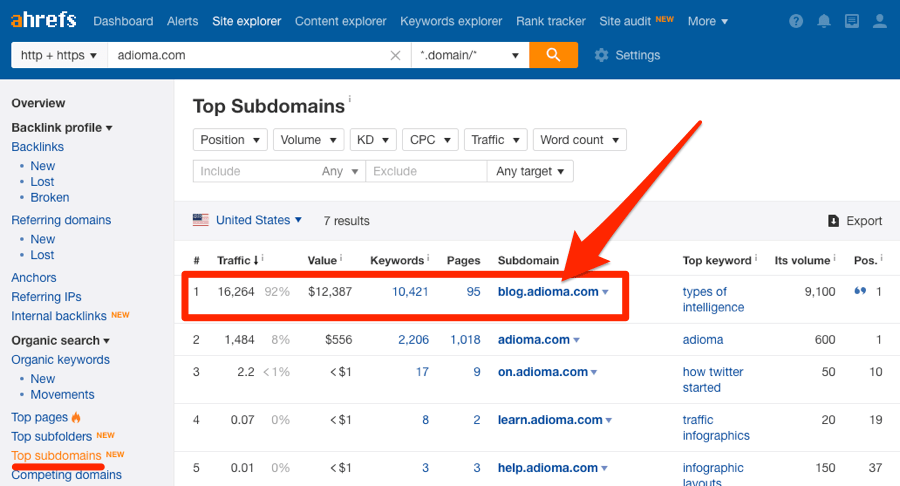 ahrefs Dashboard Alerts Site explorer Content explorer Keywords explorer Rank tracker Site audit NEW More
http + https adioma.com *.domain/* Settings
Overview
Backlink profile
Backlinks
New
Lost
Broken
Referring domains
New
Lost
Anchors
Referring IPs
Internal backlinks NEW
Organic search
Organic keywords
New
Movements
Top pages
Top subfolders NEW
Top subdomains NEW
Competing domains
Top Subdomains i
Position Volume KD CPC Traffic Word count
Include Any Exclude Any target
United States 7 results Export
# Traffic i Value i Keywords i Pages Subdomain Top keyword i Its volume i Pos. i
1 16,264 92% $12,387 10,421 95 blog.adioma.com types of 9,100 1
intelligence
2 1,484 8% $556 2,206 1,018 adioma.com adioma 600 1
3 2.2 <1% <$1 17 9 on.adioma.com how twitter 50 10
started
4 0.07 0% <$1 8 2 learn.adioma.com traffic 20 19
infographics
5 0.01 0% <$1 3 3 help.adioma.com infographic 150 37
layouts